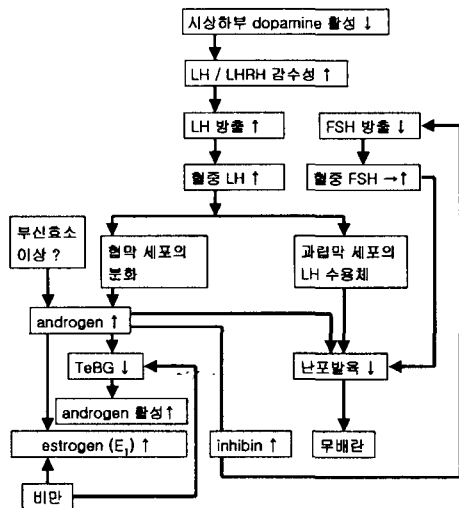 시상하부 dopamine 활성 ↓
LH / LHRH 감수성 ↑
LH 방출 ↑
FSH 방출 ↓
혈중 LH ↑
혈중 FSH →↑
부신효소
이상 ?
협막 세포의
분화
과립막 세포의
LH 수용체
androgen ↑
TeBG ↓
난포발육 ↓
androgen 활성↑
estrogen (E₁) ↑
inhibin ↑
무배란
비만